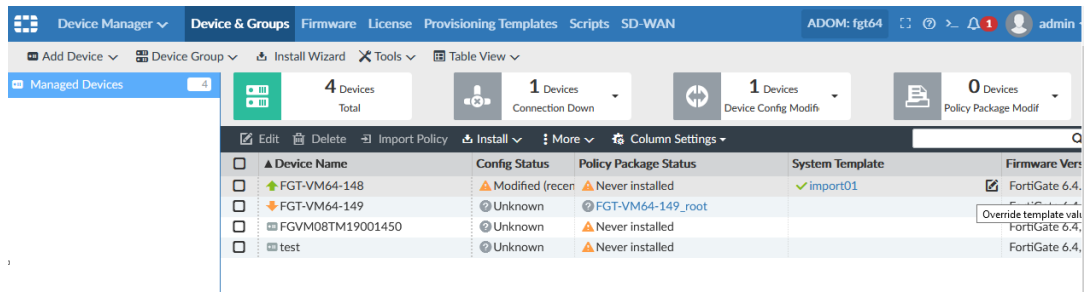 Device Manager Device & Groups Firmware License Provisioning Templates Scripts SD-WAN ADOM: fgt64 1 admin
Add Device Device Group Install Wizard Tools Table View
Managed Devices 4
4 Devices
Total
1 Devices
Connection Down
1 Devices
Device Config Modifi
0 Devices
Policy Package Modif
Edit Delete Import Policy Install More Column Settings
Device Name Config Status Policy Package Status System Template Firmware Vers
FGT-VM64-148 Modified (recen Never installed import01 FortiGate 6.4.
FGT-VM64-149 Unknown FGT-VM64-149_root
Override template valu
FGVM08TM19001450 Unknown Never installed FortiGate 6.4,
test Unknown Never installed FortiGate 6.4,